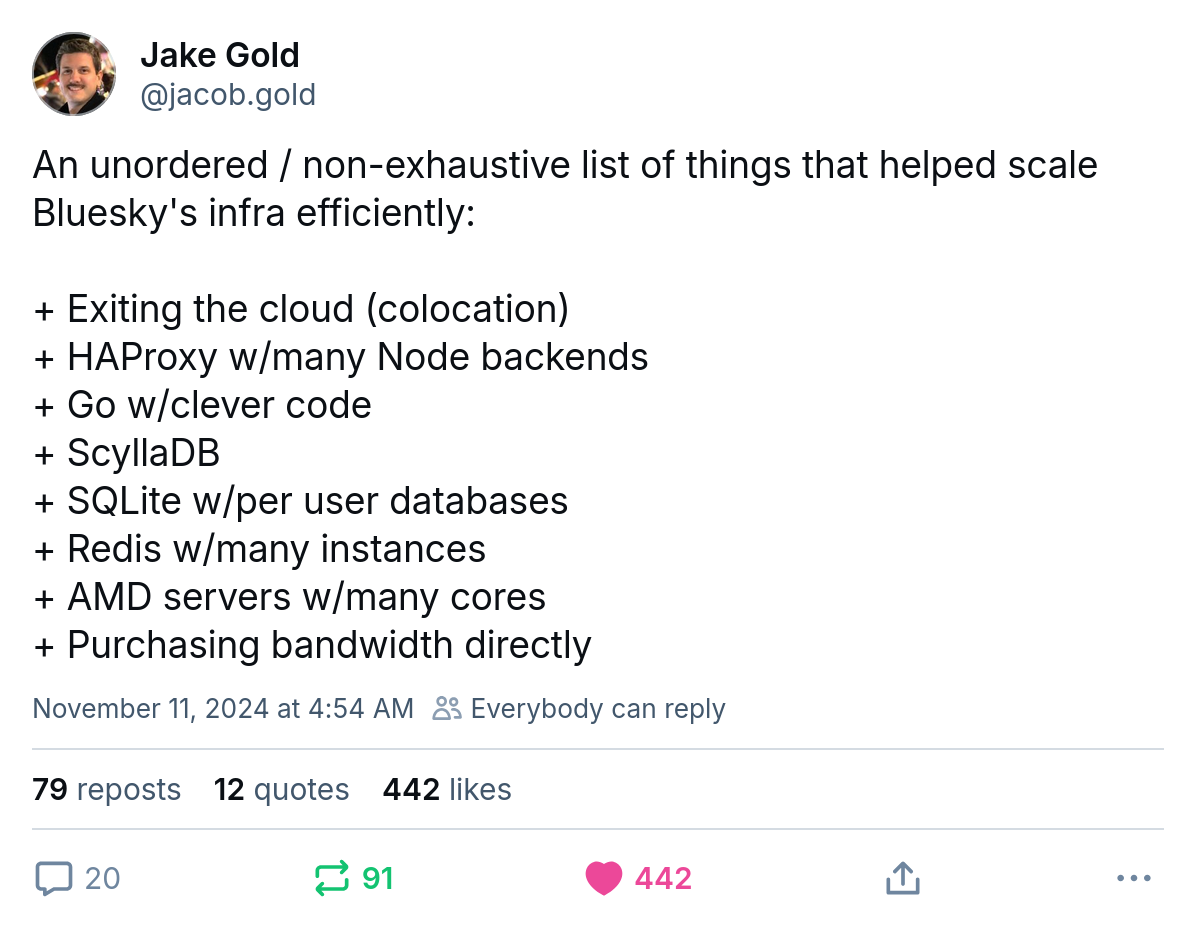 Jake Gold
@jacob.gold
An unordered / non-exhaustive list of things that helped scale
Bluesky's infra efficiently:
+ Exiting the cloud (colocation)
+ HAProxy w/many Node backends
+ Go w/clever code
+ ScyllaDB
+ SQLite w/per user databases
+ Redis w/many instances
+ AMD servers w/many cores
+ Purchasing bandwidth directly
November 11, 2024 at 4:54 AM Everybody can reply
79 reposts 12 quotes 442 likes
20 91 442